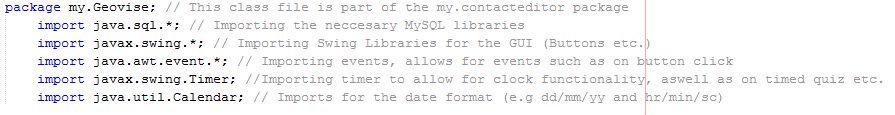 package my.Geovise; // This class file is part of the my.contacteditor package
import java.sql.*; // Importing the neccesary MySQL libraries
import javax.swing.*; // Importing Swing Libraries for the GUI (Buttons etc.)
import java.awt.event.*; // Importing events, allows for events such as on button click
import javax.swing.Timer; //Importing timer to allow for clock functionality, aswell as on timed quiz etc.
import java.util.Calendar; // Imports for the date format (e.g dd/mm/yy and hr/min/sc)